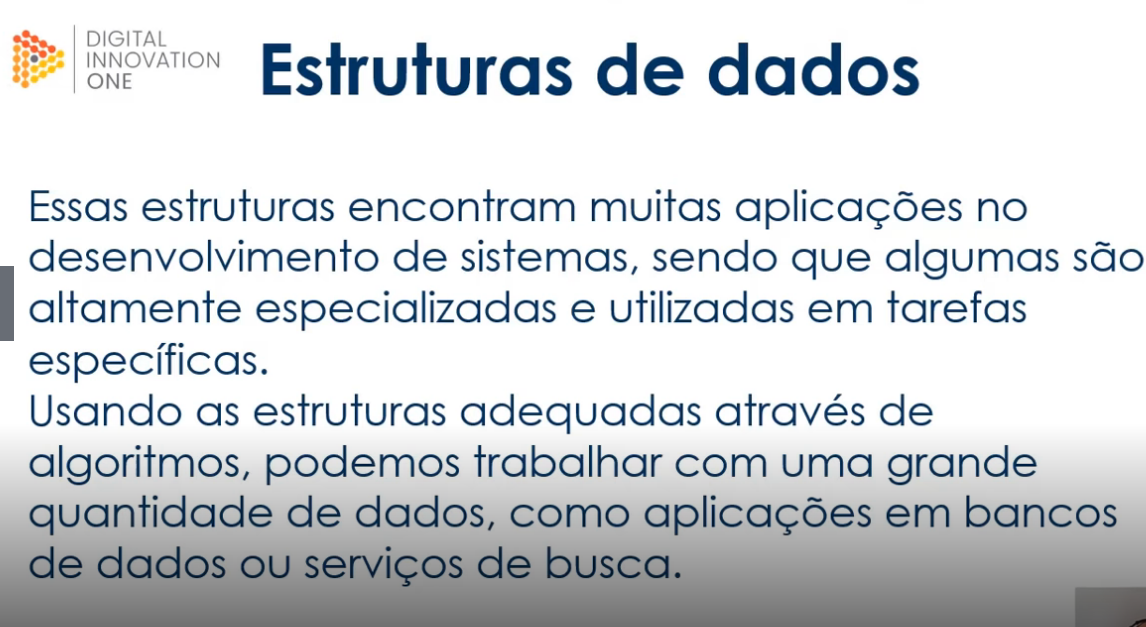 DIGITAL
INNOVATION
ONE
Estruturas de dados
Essas estruturas encontram muitas aplicações no
desenvolvimento de sistemas, sendo que algumas são
altamente especializadas e utilizadas em tarefas
específicas.
Usando as estruturas adequadas através de
algoritmos, podemos trabalhar com uma grande
quantidade de dados, como aplicações em bancos
de dados ou serviços de busca.